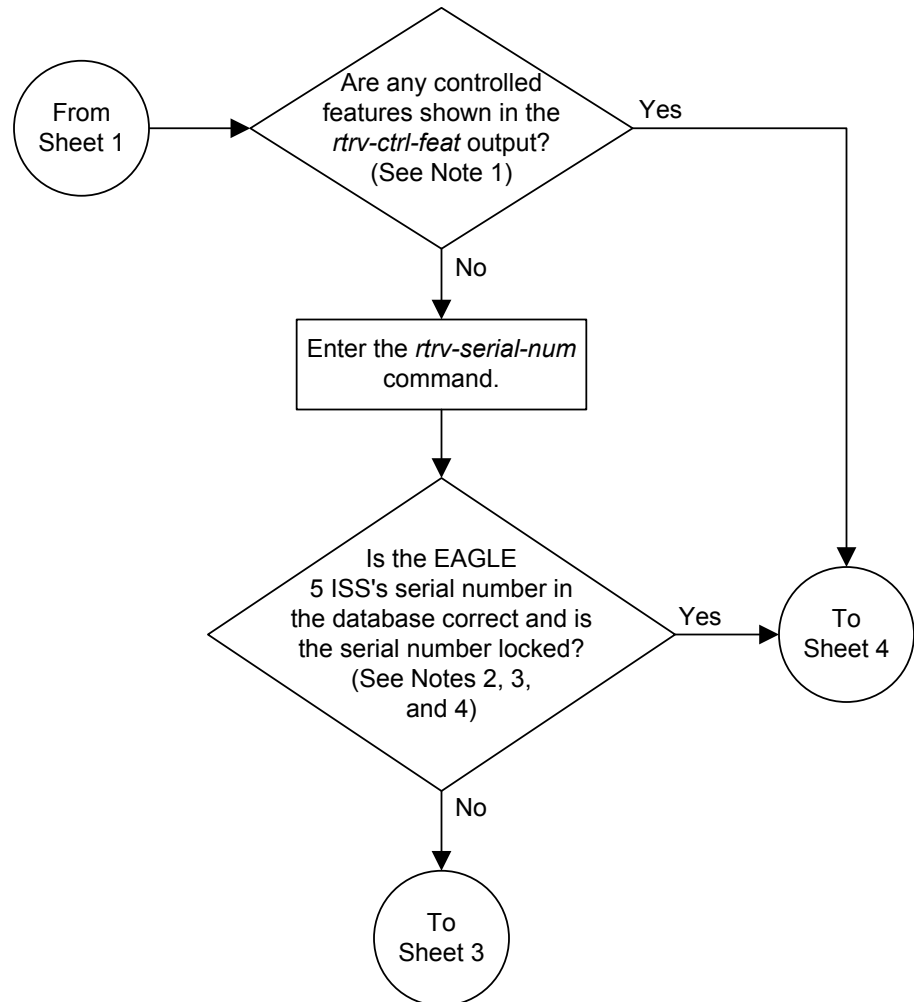 From
Sheet 1
Are any controlled
features shown in the
rtrv-ctrl-feat output?
(See Note 1)
Yes
No
Enter the rtrv-serial-num
command.
Is the EAGLE
5 ISS's serial number in
the database correct and is
the serial number locked?
(See Notes 2, 3,
and 4)
Yes
To
Sheet 4
No
To
Sheet 3